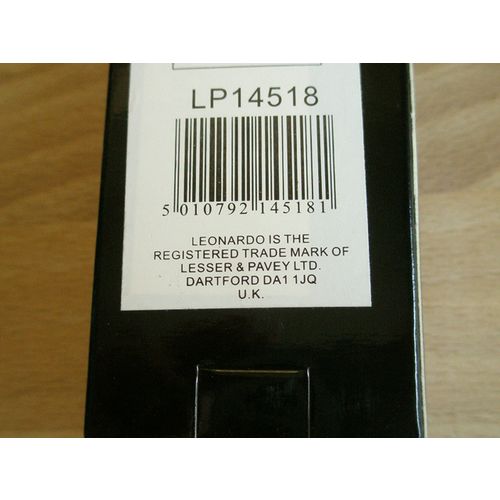 LP14518
5 010792 145181
LEONARDO IS THE
REGISTERED TRADE MARK OF
LESSER & PAVEY LTD.
DARTFORD DA1 1JQ
U.K.